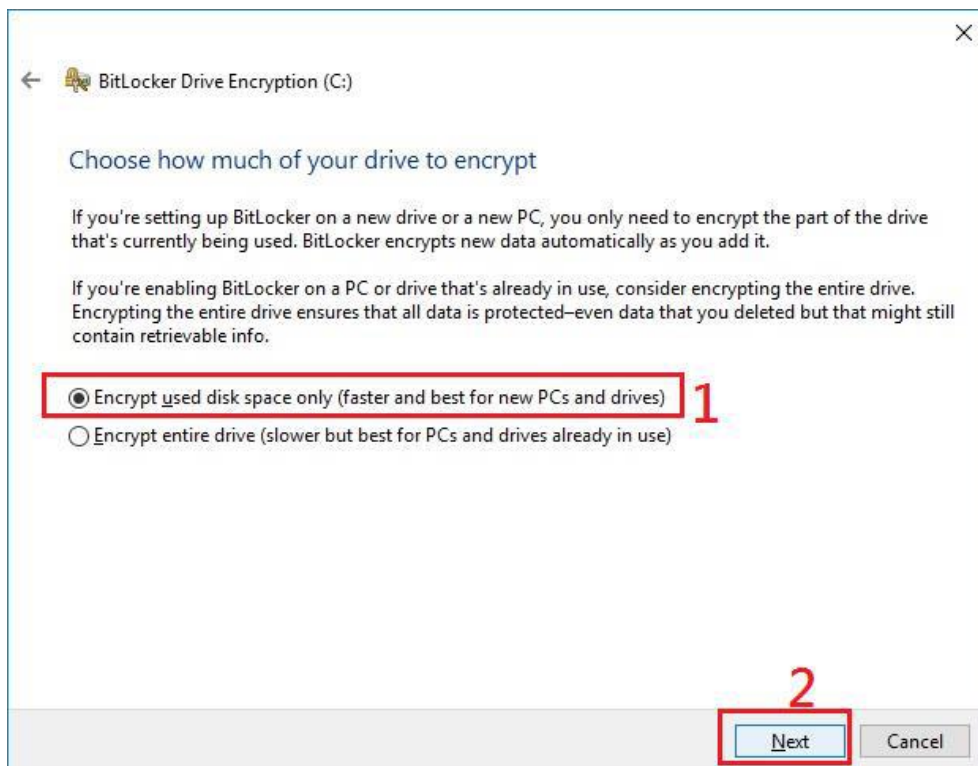 BitLocker Drive Encryption (C:)
Choose how much of your drive to encrypt
If you're setting up BitLocker on a new drive or a new PC, you only need to encrypt the part of the drive
that's currently being used. BitLocker encrypts new data automatically as you add it.
If you're enabling BitLocker on a PC or drive that's already in use, consider encrypting the entire drive.
Encrypting the entire drive ensures that all data is protected–even data that you deleted but that might still
contain retrievable info.
Encrypt used disk space only (faster and best for new PCs and drives) 1
Encrypt entire drive (slower but best for PCs and drives already in use)
2
Next Cancel